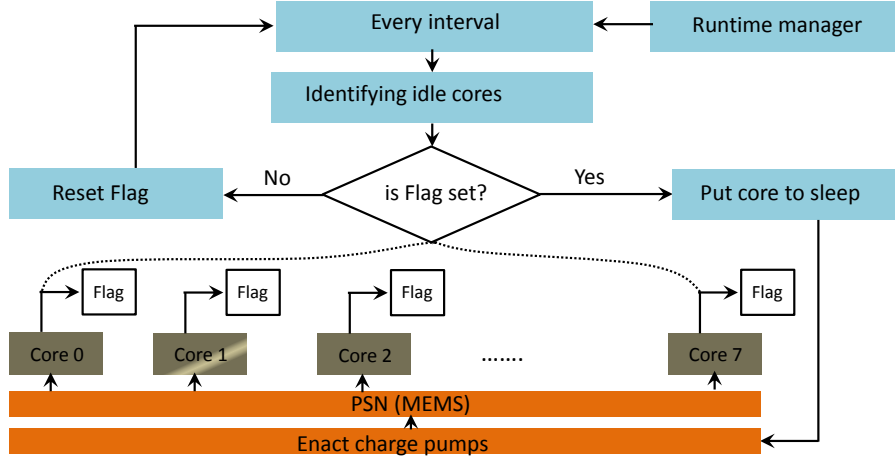 Every interval
Runtime manager
Identifying idle cores
Reset Flag
No
is Flag set?
Yes
Put core to sleep
Flag
Flag
Flag
Flag
Core 0
Core 1
Core 2
…….
Core 7
PSN (MEMS)
Enact charge pumps